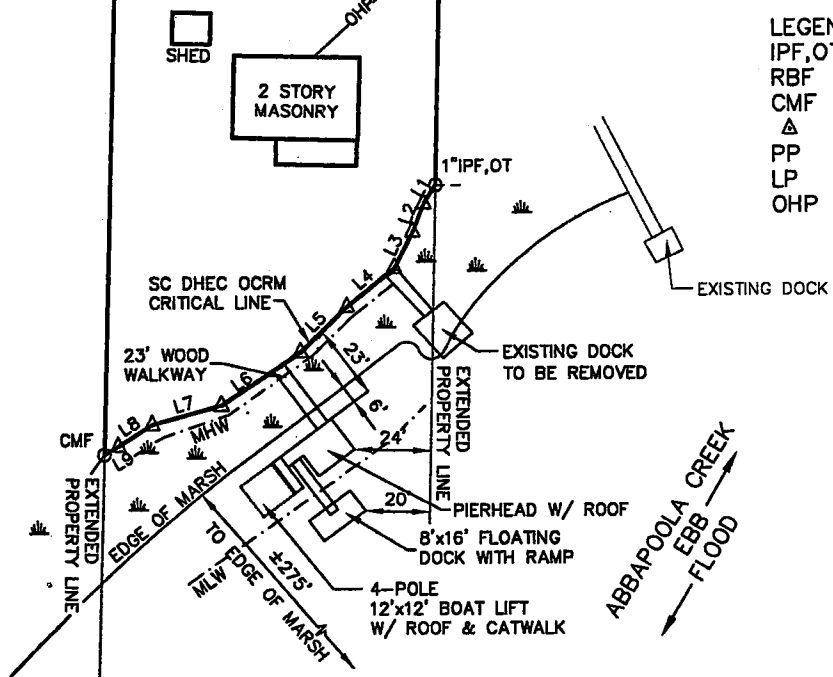 OHP
SHED
2 STORY
MASONRY
LEGEN
IPF,OT
RBF
CMF
PP
LP
OHP
1"IPF,OT
L1
L2
L3
L4
L5
L6
L7
L8
L9
SC DHEC OCRM
CRITICAL LINE
EXISTING DOCK
23' WOOD
WALKWAY
23'
6'
EXISTING DOCK
TO BE REMOVED
EXTENDED
PROPERTY LINE
CMF
MHW
24'
20'
EXTENDED
PROPERTY LINE
EDGE OF MARSH
PIERHEAD W/ ROOF
8'x16' FLOATING
DOCK WITH RAMP
MLW
±275'
TO EDGE OF MARSH
4-POLE
12'x12' BOAT LIFT
W/ ROOF & CATWALK
ABBAPOOLA CREEK
EBB
FLOOD